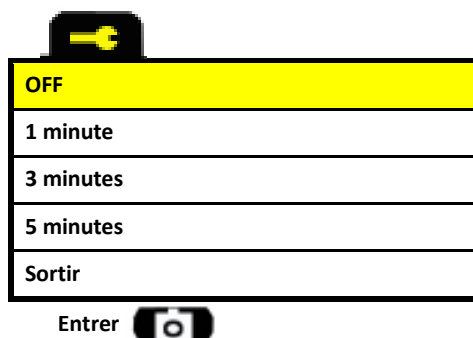 OFF
1 minute
3 minutes
5 minutes
Sortir
Entrer